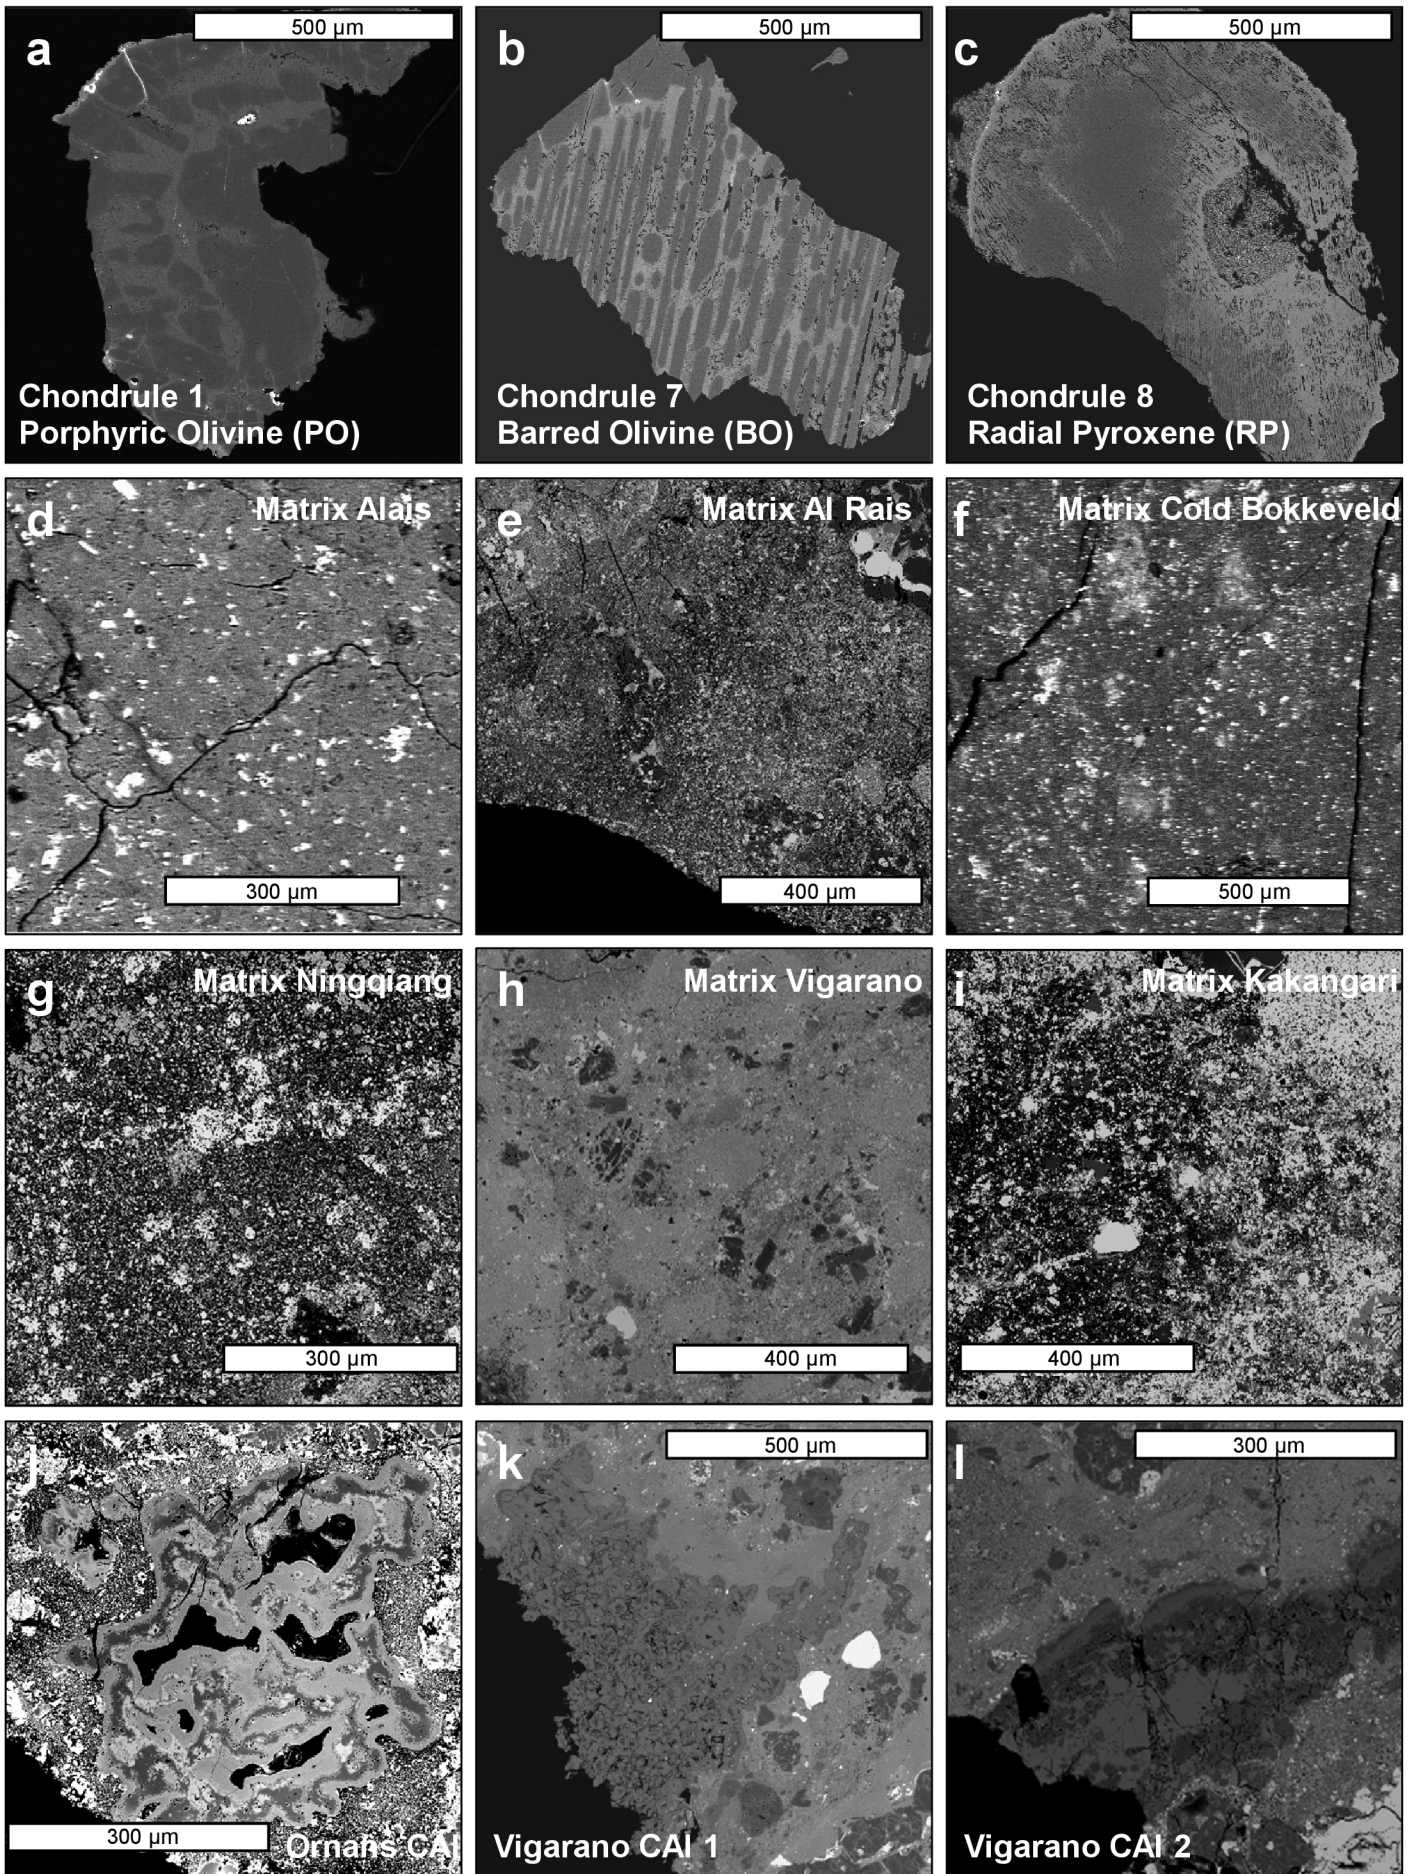 a
500 µm
Chondrule 1
Porphyric Olivine (PO)
b
500 µm
Chondrule 7
Barred Olivine (BO)
c
500 µm
Chondrule 8
Radial Pyroxene (RP)
d
Matrix Alais
300 µm
e
Matrix Al Rais
400 µm
f
Matrix Cold Bokkeveld
500 µm
g
Matrix Ningqiang
300 µm
h
Matrix Vigarano
400 µm
i
Matrix Kakangari
400 µm
j
300 µm
Ornans CAI
k
500 µm
Vigarano CAI 1
l
300 µm
Vigarano CAI 2